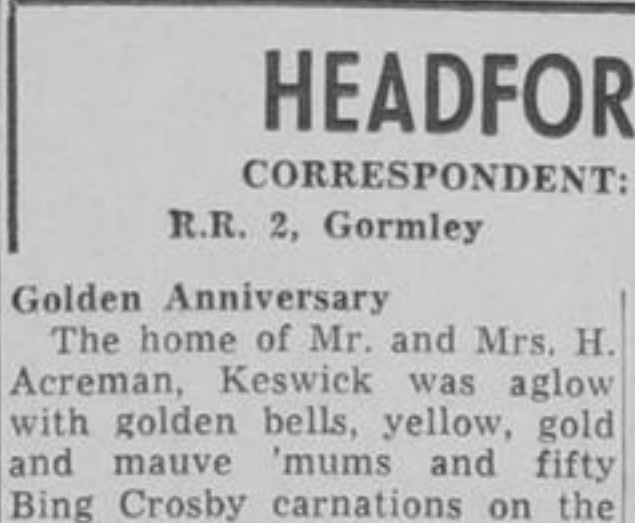 HEADFOR
CORRESPONDENT:
R.R. 2, Gormley
Golden Anniversary
The home of Mr. and Mrs. H.
Acreman, Keswick was aglow
with golden bells, yellow, gold
and mauve 'mums and fifty
Bing Crosby carnations on the